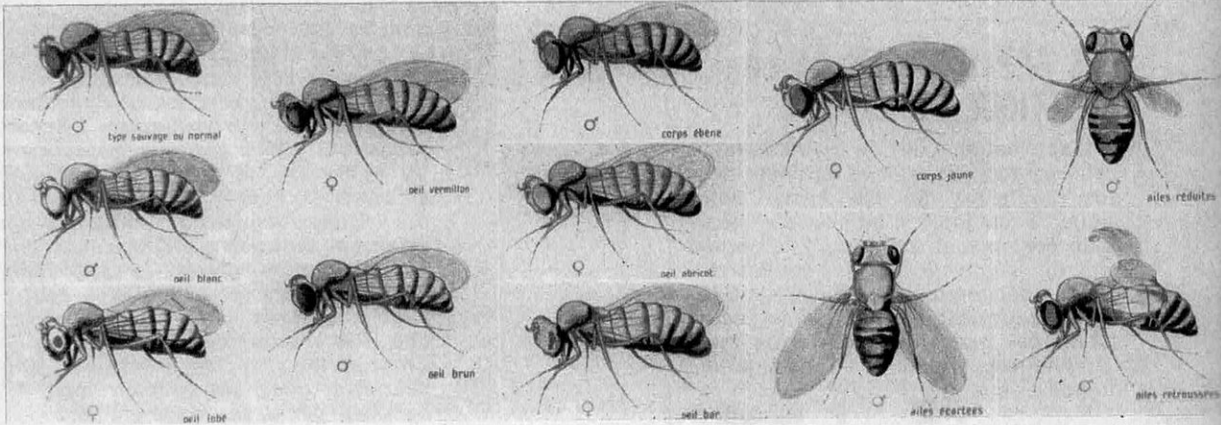 ♂
type sauvage ou normal
♂
oeil blanc
♀
oeil lobé
♀
oeil vermillon
♂
oeil brun
♂
corps ébène
♀
oeil abricot
♀
oeil bar
♀
corps jaune
♂
ailes écartées
♂
ailes réduites
♂
ailes retroussées